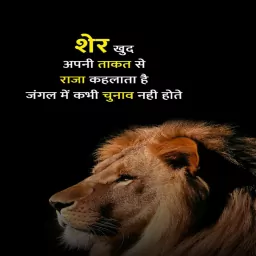 शेर खुद
अपनी ताकत से
राजा कहलाता है
जंगल में कभी चुनाव नही होते